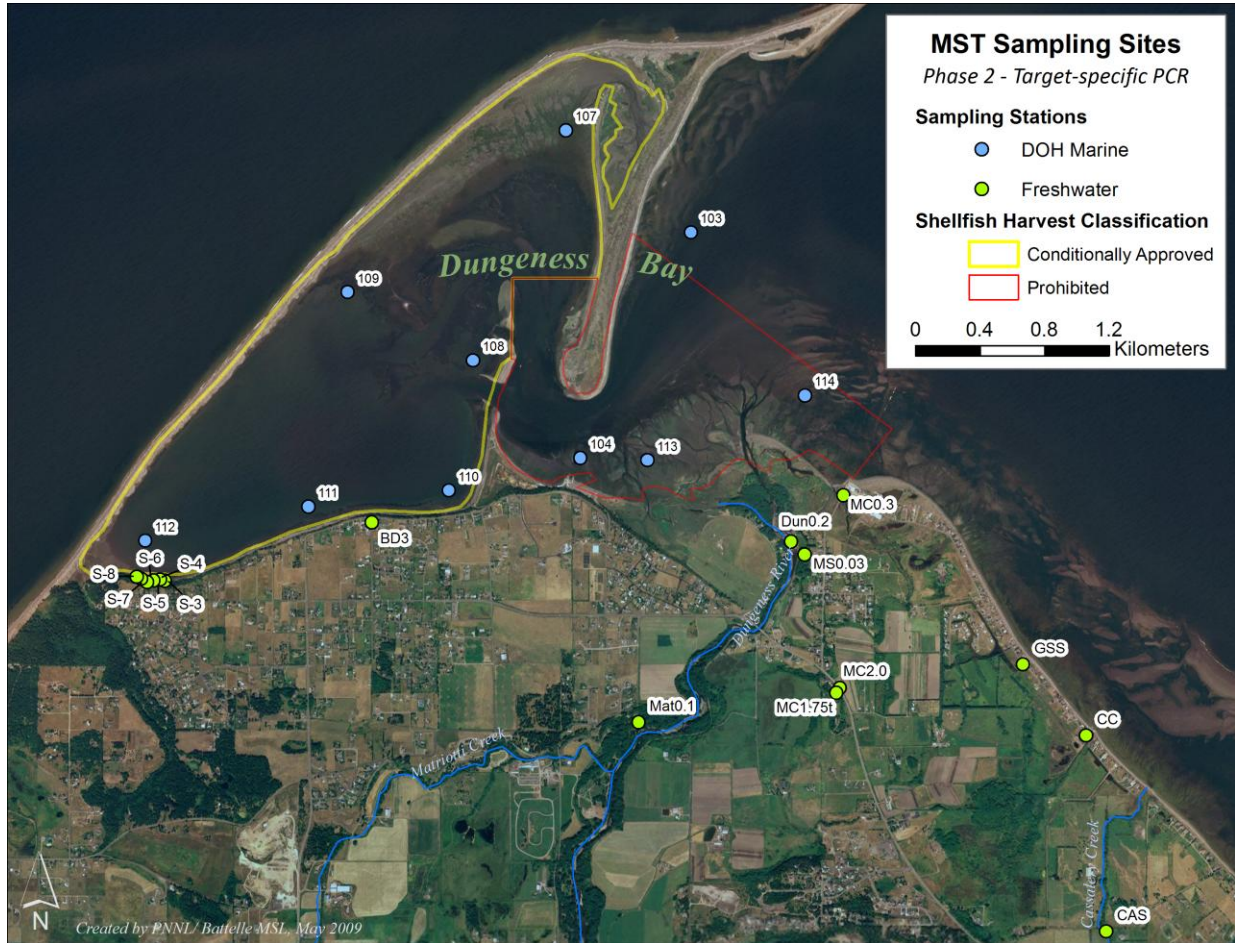 MST Sampling Sites
Phase 2 - Target-specific PCR
Sampling Stations
DOH Marine
Freshwater
Shellfish Harvest Classification
Conditionally Approved
Prohibited
0 0.4 0.8 1.2
Kilometers
107
103
Dungeness Bay
109
108
114
104
113
110
111
MC0.3
112
BD3
Dun0.2
S-6
S-4
MS0.03
S-8
S-7
S-5
S-3
Dungeness River
GSS
MC2.0
MC1.75t
Mat0.1
CC
Matriotti Creek
Cassalery Creek
CAS
N
Created by PNNL/ Battelle MSL, May 2009